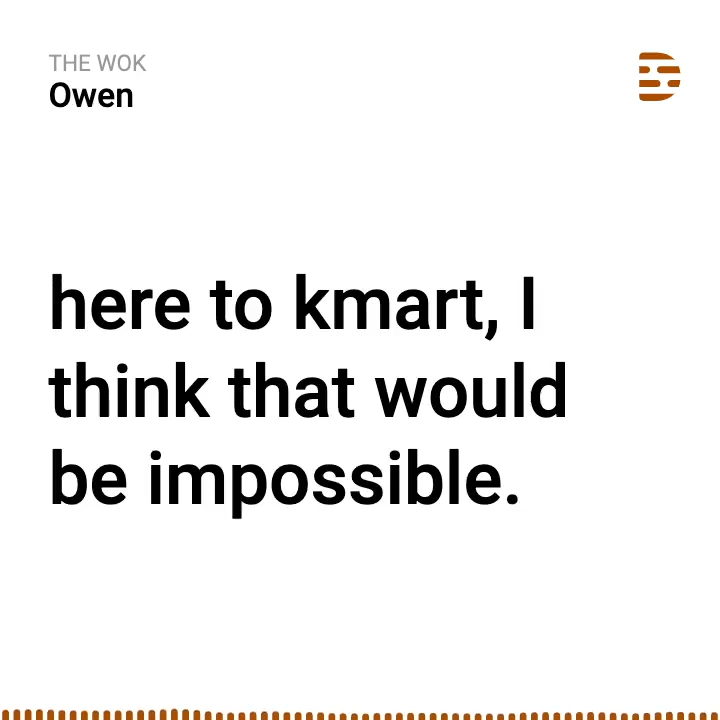 THE WOK
Owen
here to kmart, I
think that would
be impossible.